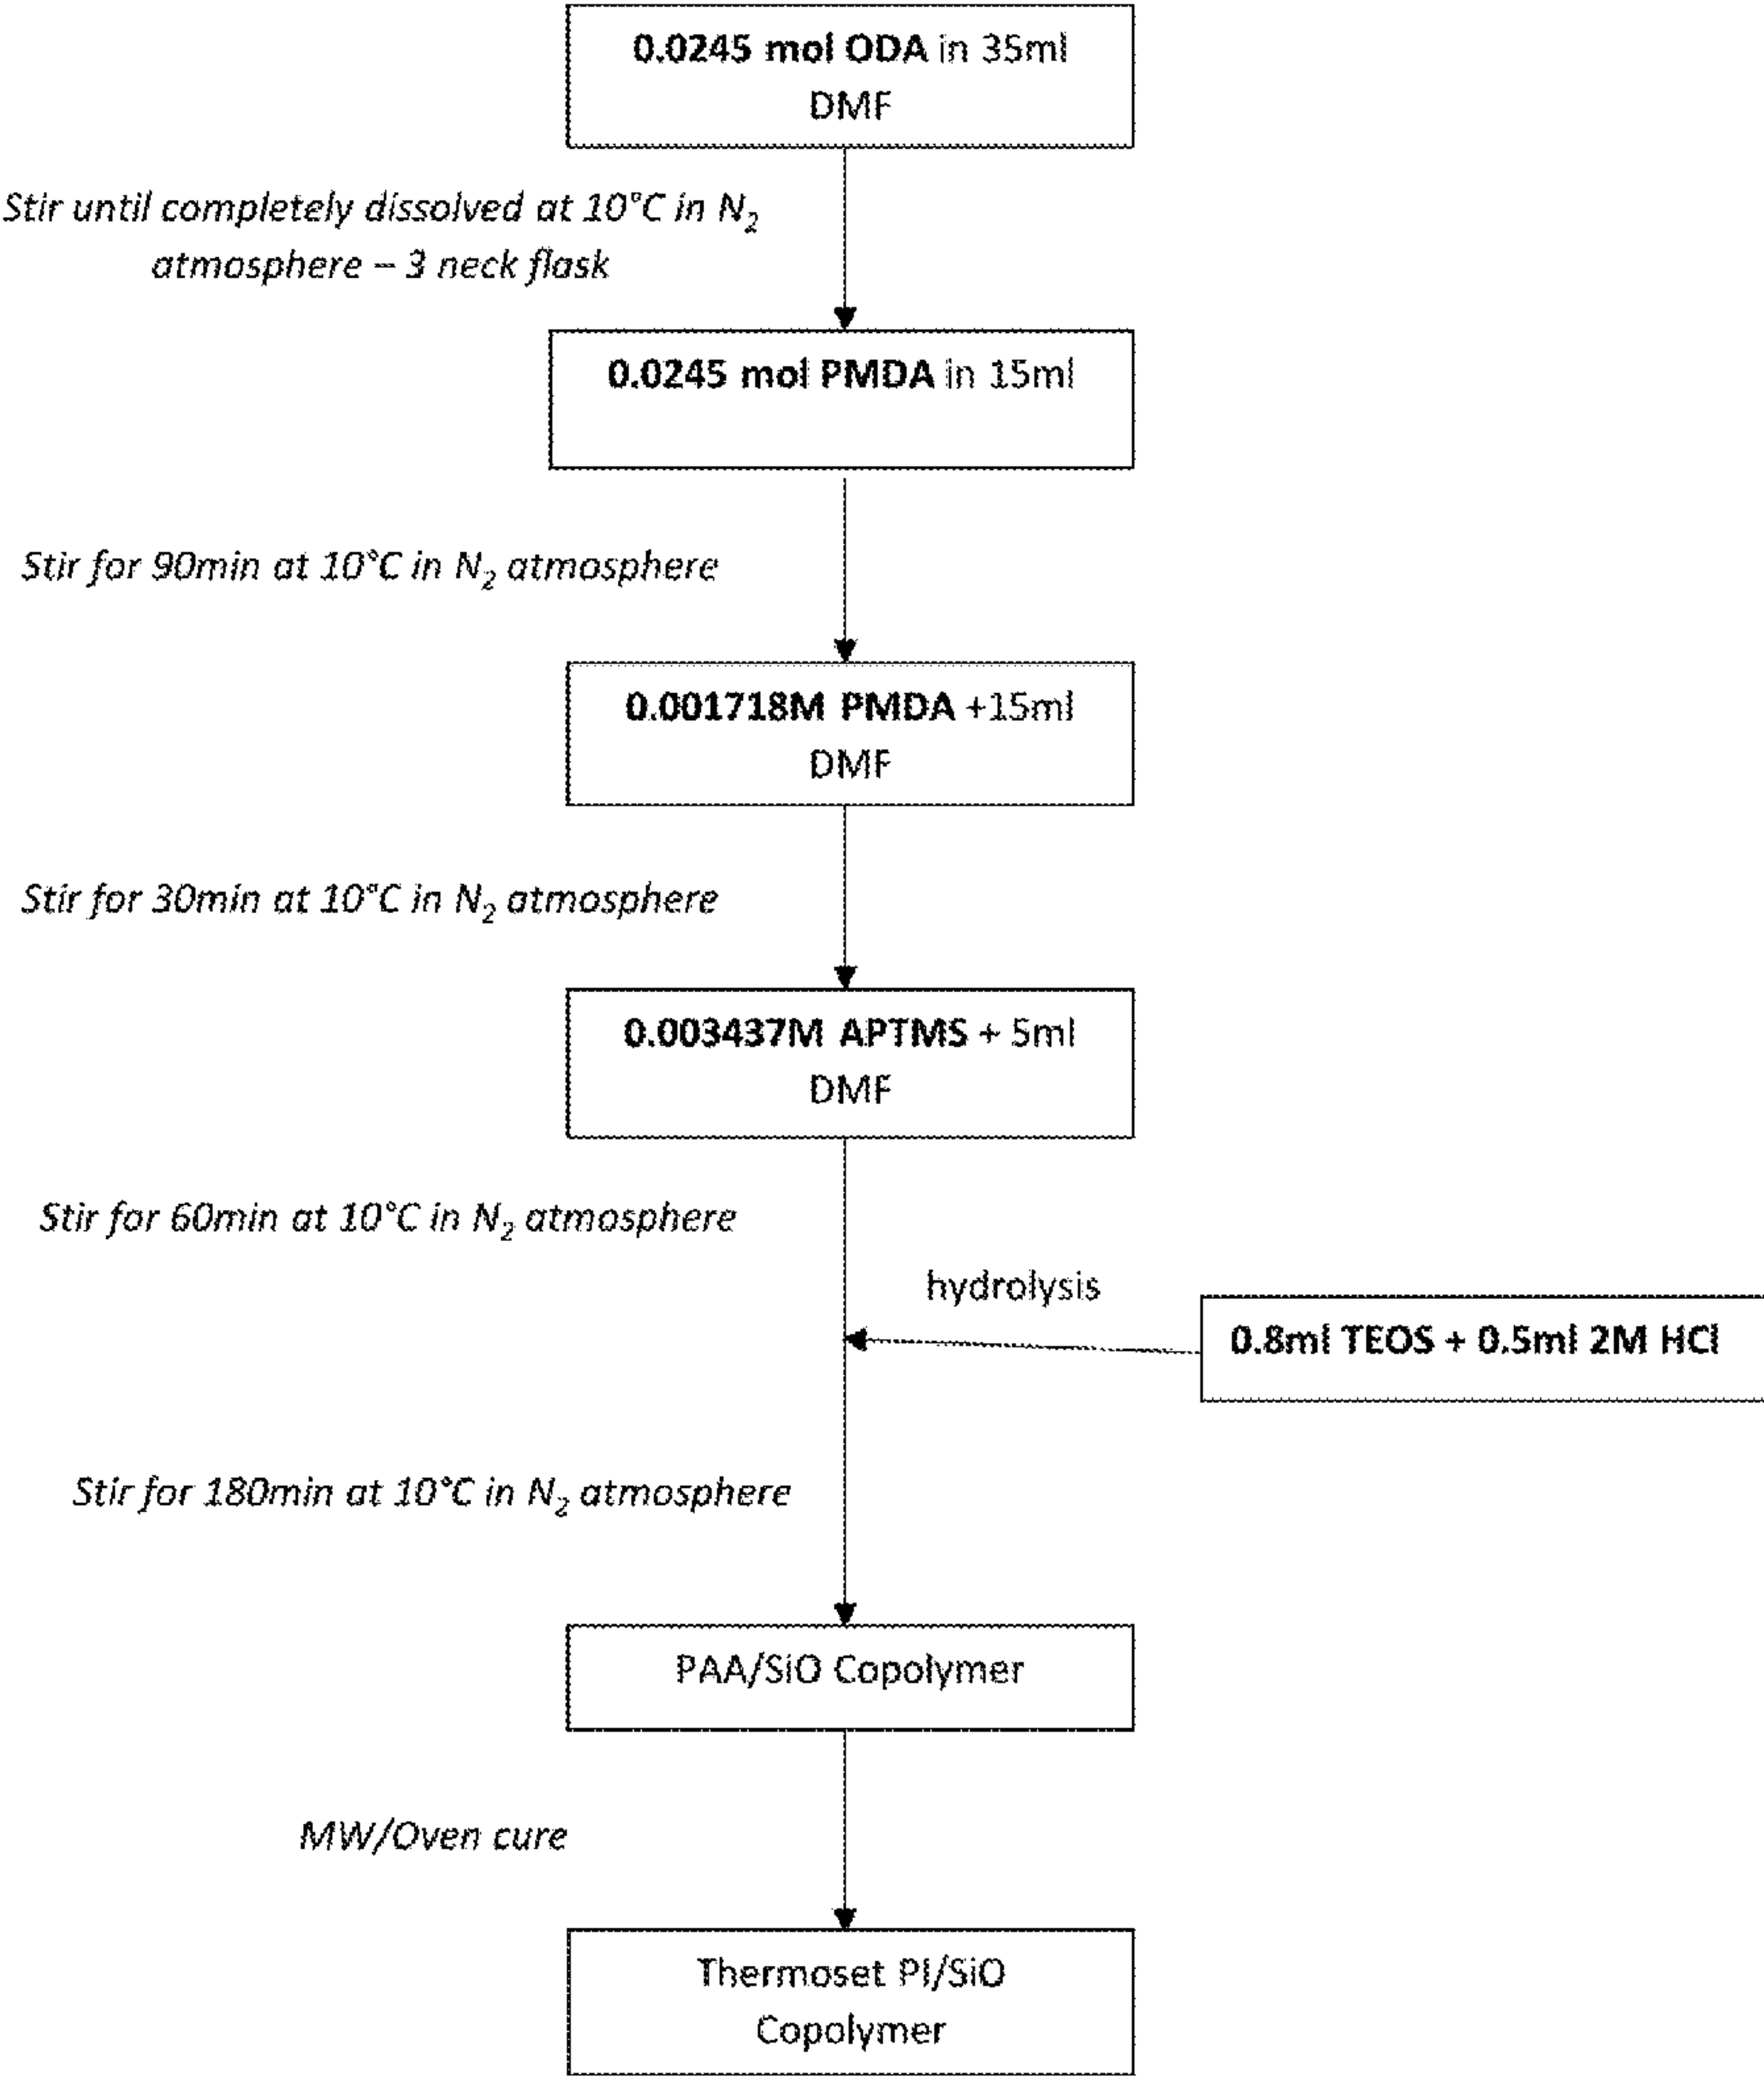 0.0245 mol ODA in 35ml
DMF
Stir until completely dissolved at 10°C in N₂
atmosphere – 3 neck flask
0.0245 mol PMDA in 15ml
Stir for 90min at 10°C in N₂ atmosphere
0.001718M PMDA +15ml
DMF
Stir for 30min at 10°C in N₂ atmosphere
0.003437M APTMS + 5ml
DMF
Stir for 60min at 10°C in N₂ atmosphere
hydrolysis
0.8ml TEOS + 0.5ml 2M HCl
Stir for 180min at 10°C in N₂ atmosphere
PAA/SiO Copolymer
MW/Oven cure
Thermoset PI/SiO
Copolymer